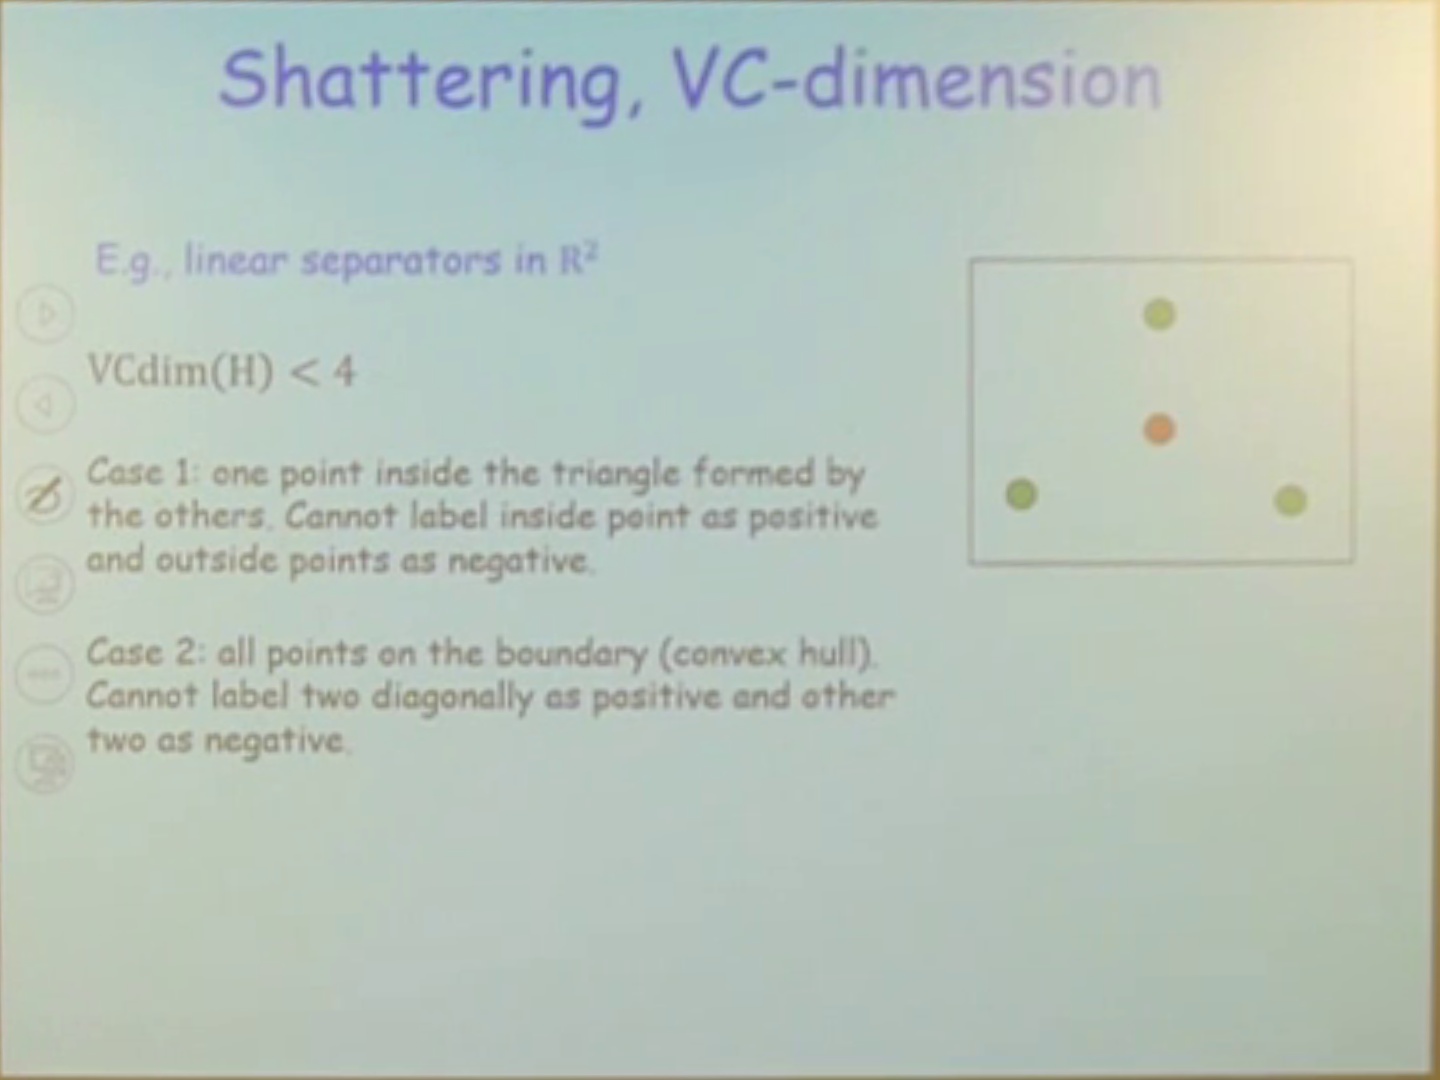 Shattering, VC-dimension
E.g., linear separators in R²
VCdim(H) < 4
Case 1: one point inside the triangle formed by
the others. Cannot label inside point as positive
and outside points as negative.
Case 2: all points on the boundary (convex hull).
Cannot label two diagonally as positive and other
two as negative.